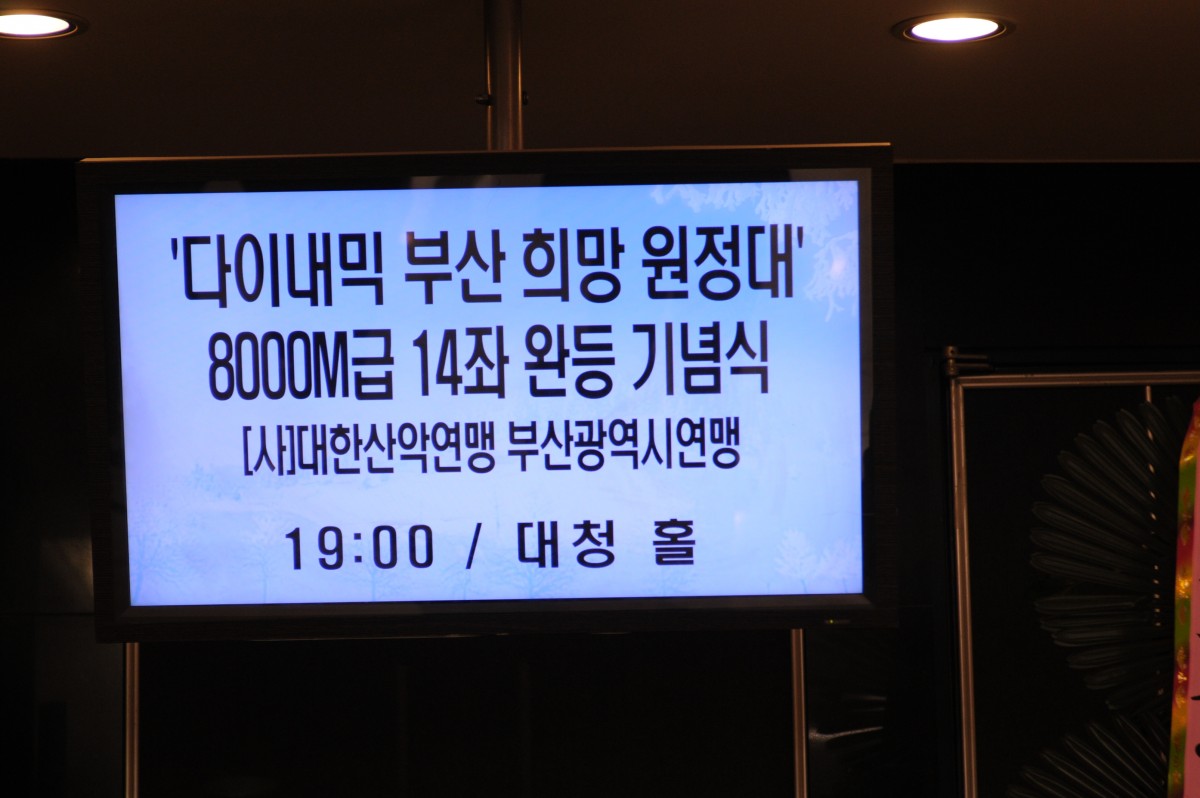 '다이내믹 부산 희망 원정대'
8000M급 14좌 완등 기념식
[사]대한산악연맹 부산광역시연맹
19:00 / 대청 홀